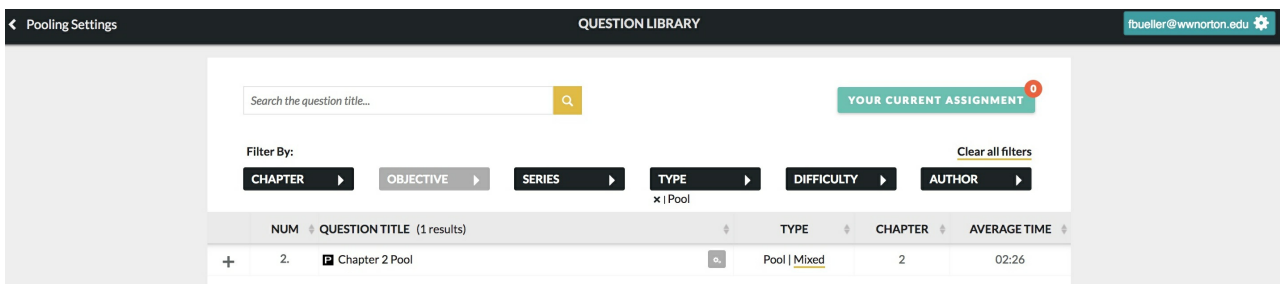 Pooling Settings QUESTION LIBRARY fbueller@wwnorton.edu
Search the question title... YOUR CURRENT ASSIGNMENT 0
Filter By: Clear all filters
CHAPTER OBJECTIVE SERIES TYPE DIFFICULTY AUTHOR
× | Pool
NUM QUESTION TITLE (1 results) TYPE CHAPTER AVERAGE TIME
+ 2. P Chapter 2 Pool Pool | Mixed 2 02:26